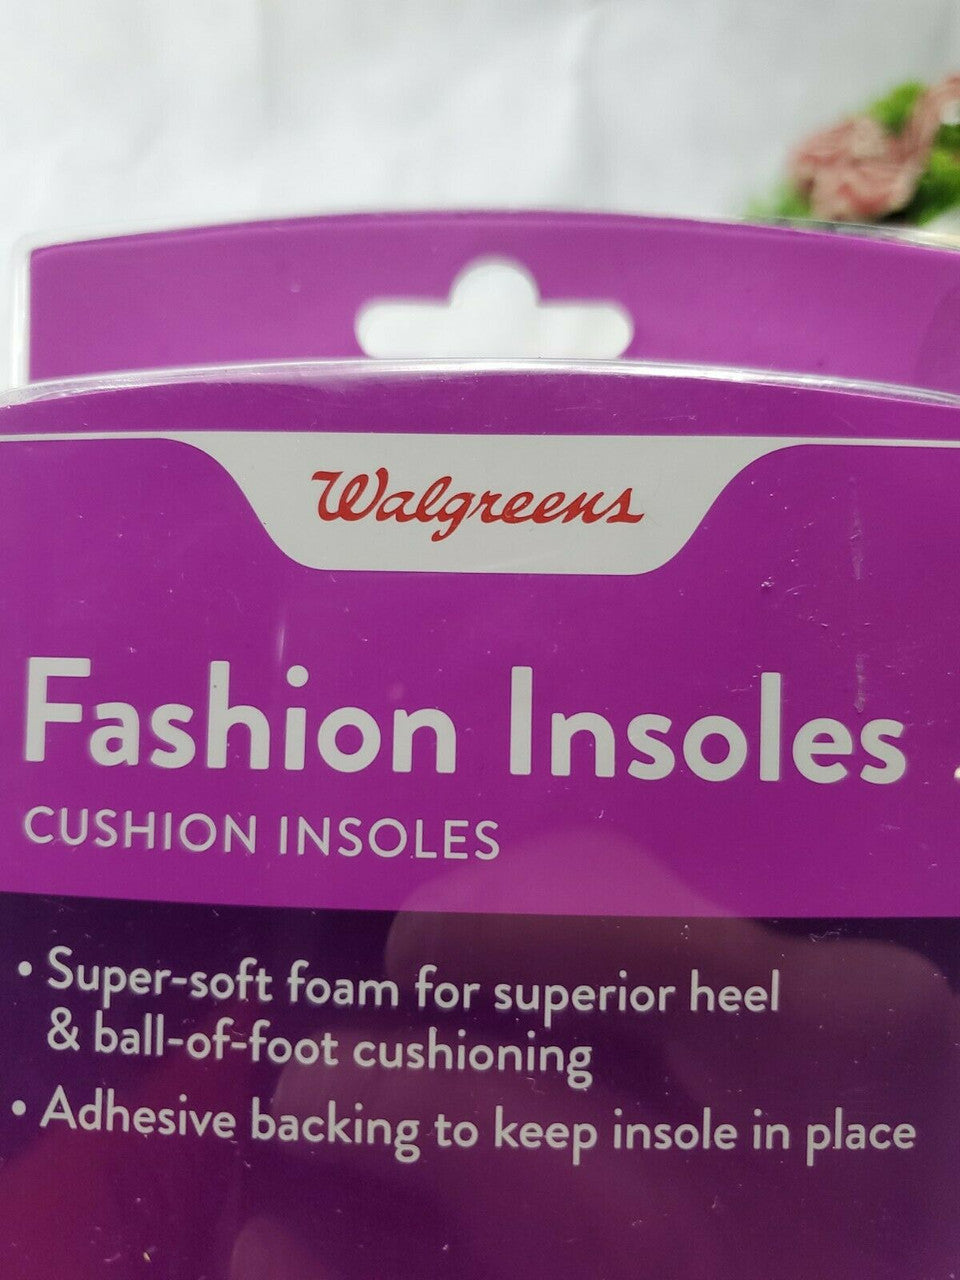 Walgreens
Fashion Insoles
CUSHION INSOLES
• Super-soft foam for superior heel
& ball-of-foot cushioning
• Adhesive backing to keep insole in place